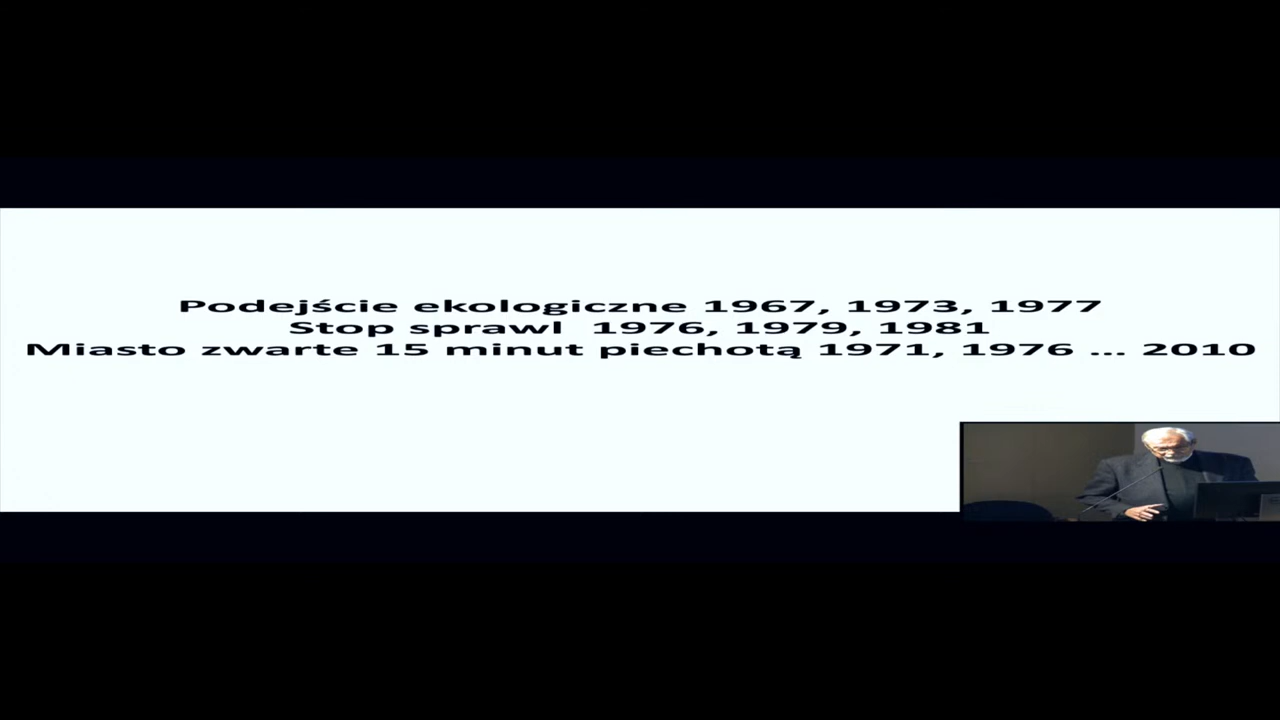 Podejście ekologiczne 1967, 1973, 1977
Stop sprawl 1976, 1979, 1981
Miasto zwarte 15 minut piechotą 1971, 1976 ... 2010